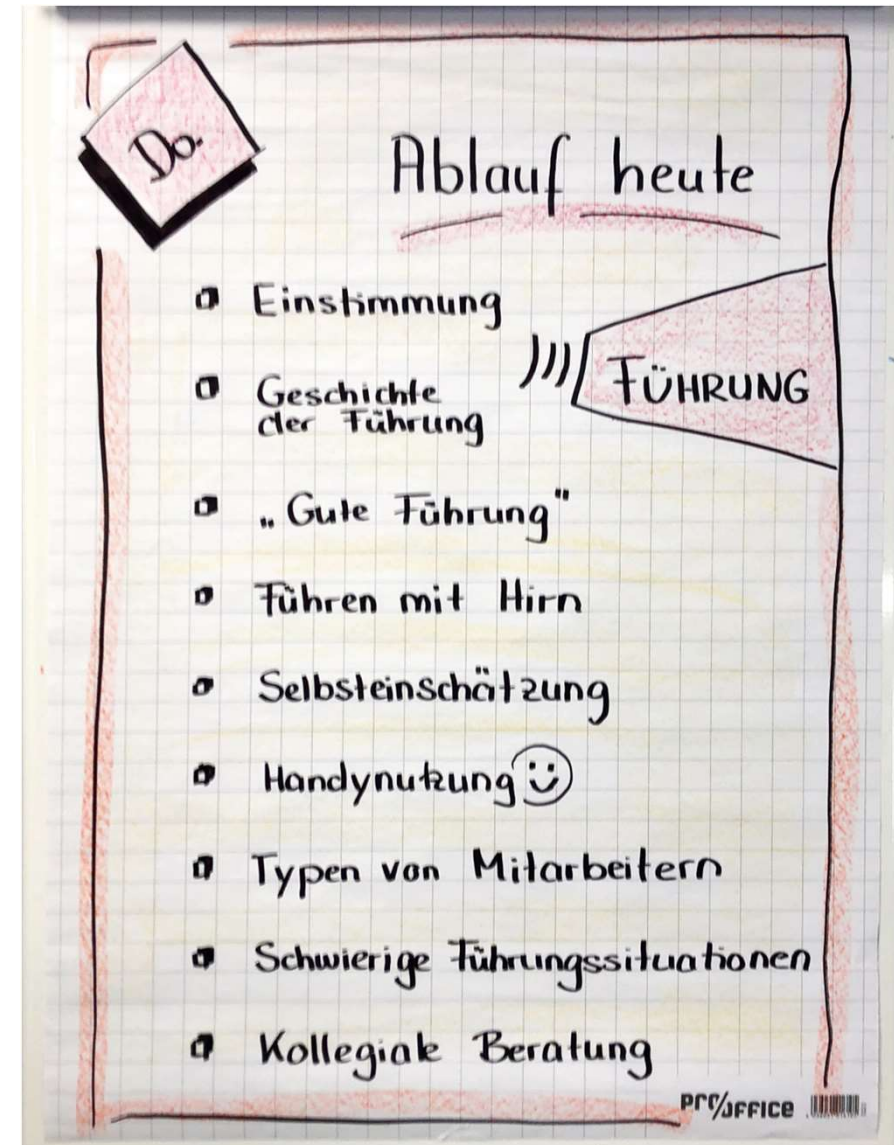 Do.
Ablauf heute
Einstimmung
FÜHRUNG
Geschichte
der Führung
„Gute Führung"
Führen mit Hirn
Selbsteinschätzung
Handynutzung
Typen von Mitarbeitern
Schwierige Führungssituationen
Kollegiale Beratung
PRO/OFFICE